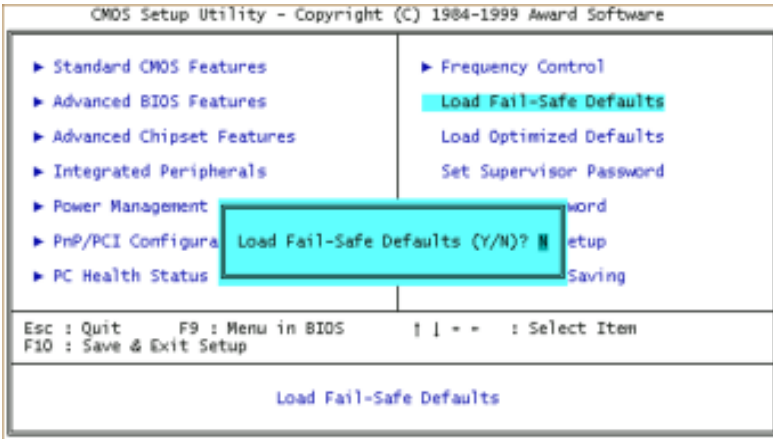 CMOS Setup Utility - Copyright (C) 1984-1999 Award Software
► Standard CMOS Features
► Advanced BIOS Features
► Advanced Chipset Features
► Integrated Peripherals
► Power Management
► PnP/PCI Configura
► PC Health Status
► Frequency Control
Load Fail-Safe Defaults
Load Optimized Defaults
Set Supervisor Password
word
etup
Saving
Load Fail-Safe Defaults (Y/N)? N
Esc : Quit F9 : Menu in BIOS ↑ ↓ - - : Select Item
F10 : Save & Exit Setup
Load Fail-Safe Defaults